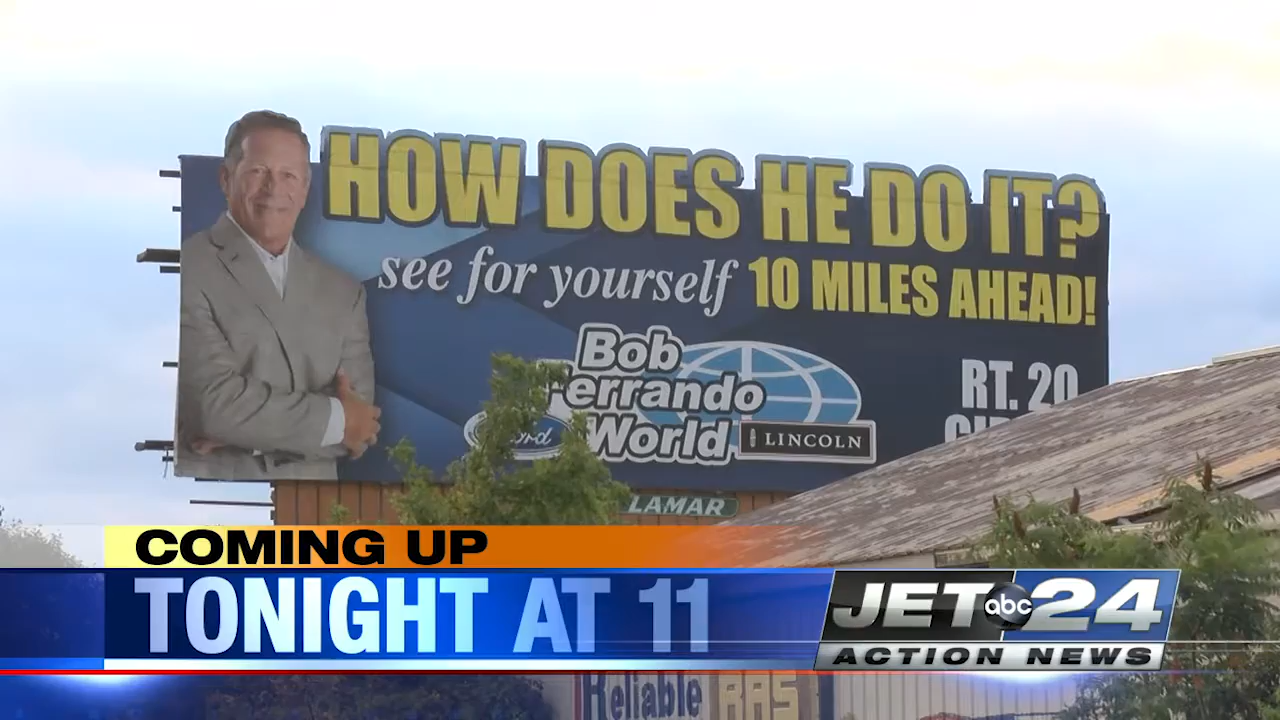 HOW DOES HE DO IT?
see for yourself 10 MILES AHEAD!
Bob
Ferrando
World
Ford
LINCOLN
RT. 20
LAMAR
COMING UP
TONIGHT AT 11
JET abc 24
ACTION NEWS
Reliable